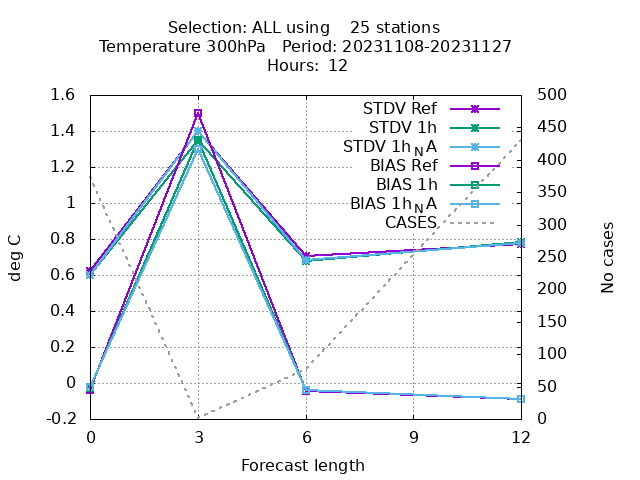 Selection: ALL using    25 stations
Temperature 300hPa   Period: 20231108-20231127
Hours:  12
STDV Ref
STDV 1h
STDV 1h_N A
BIAS Ref
BIAS 1h
BIAS 1h_N A
CASES
1.6
1.4
1.2
1
0.8
0.6
0.4
0.2
0
-0.2
deg C
500
450
400
350
300
250
200
150
100
50
0
No cases
0
3
6
9
12
Forecast length